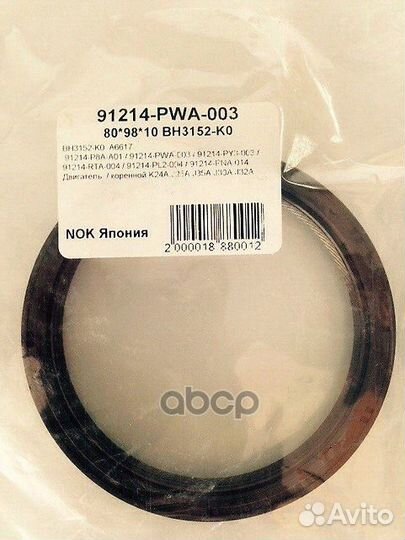 91214-PWA-003
80*98*10 BH3152-K0
BH3152-K0 A6617
91214-P8A-A01 / 91214-PWA-003 / 91214-PY3-003 /
91214-RTA-004 / 91214-PL2-004 / 91214-PNA-014
Двигатель / коренной K24A, J35A J30A J32A
NOK Япония
2 000018 880012
abcp
Avito